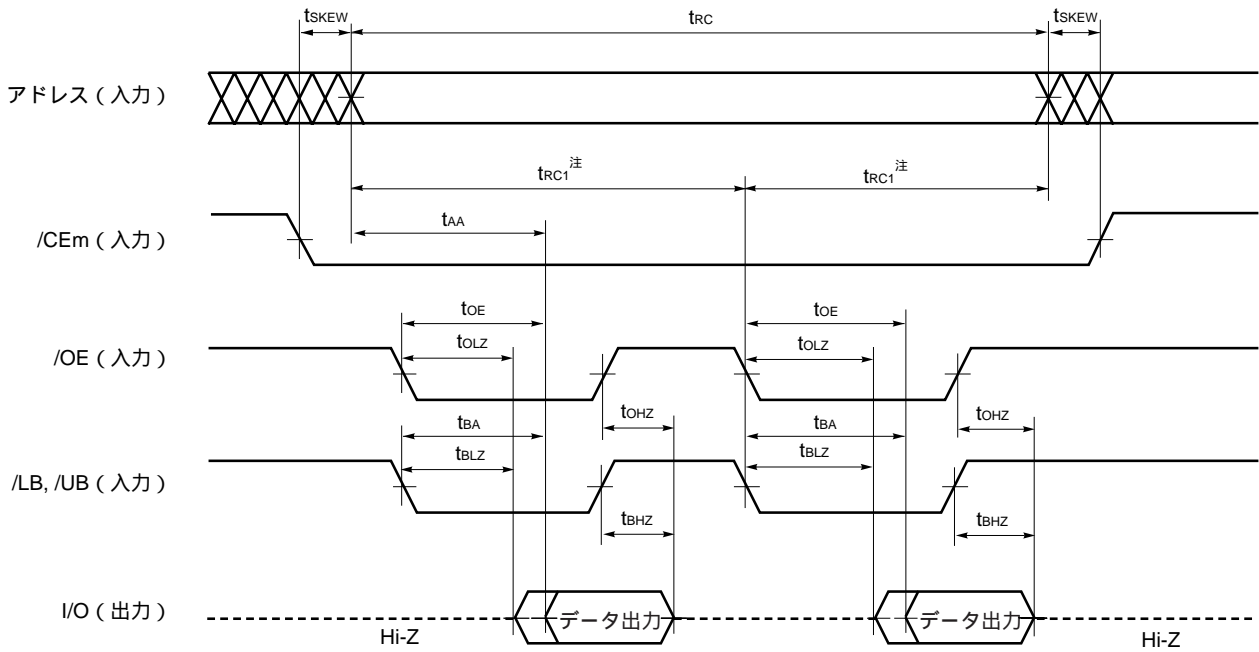 tSKEW tRC tSKEW
アドレス（入力）
tRC1注 tRC1注
tAA
/CEm（入力）
tOE tOE
tOLZ tOLZ
/OE（入力）
tOHZ tOHZ
tBA tBA
tBLZ tBLZ
/LB, /UB（入力）
tBHZ tBHZ
I/O（出力）
データ出力 データ出力
Hi-Z Hi-Z